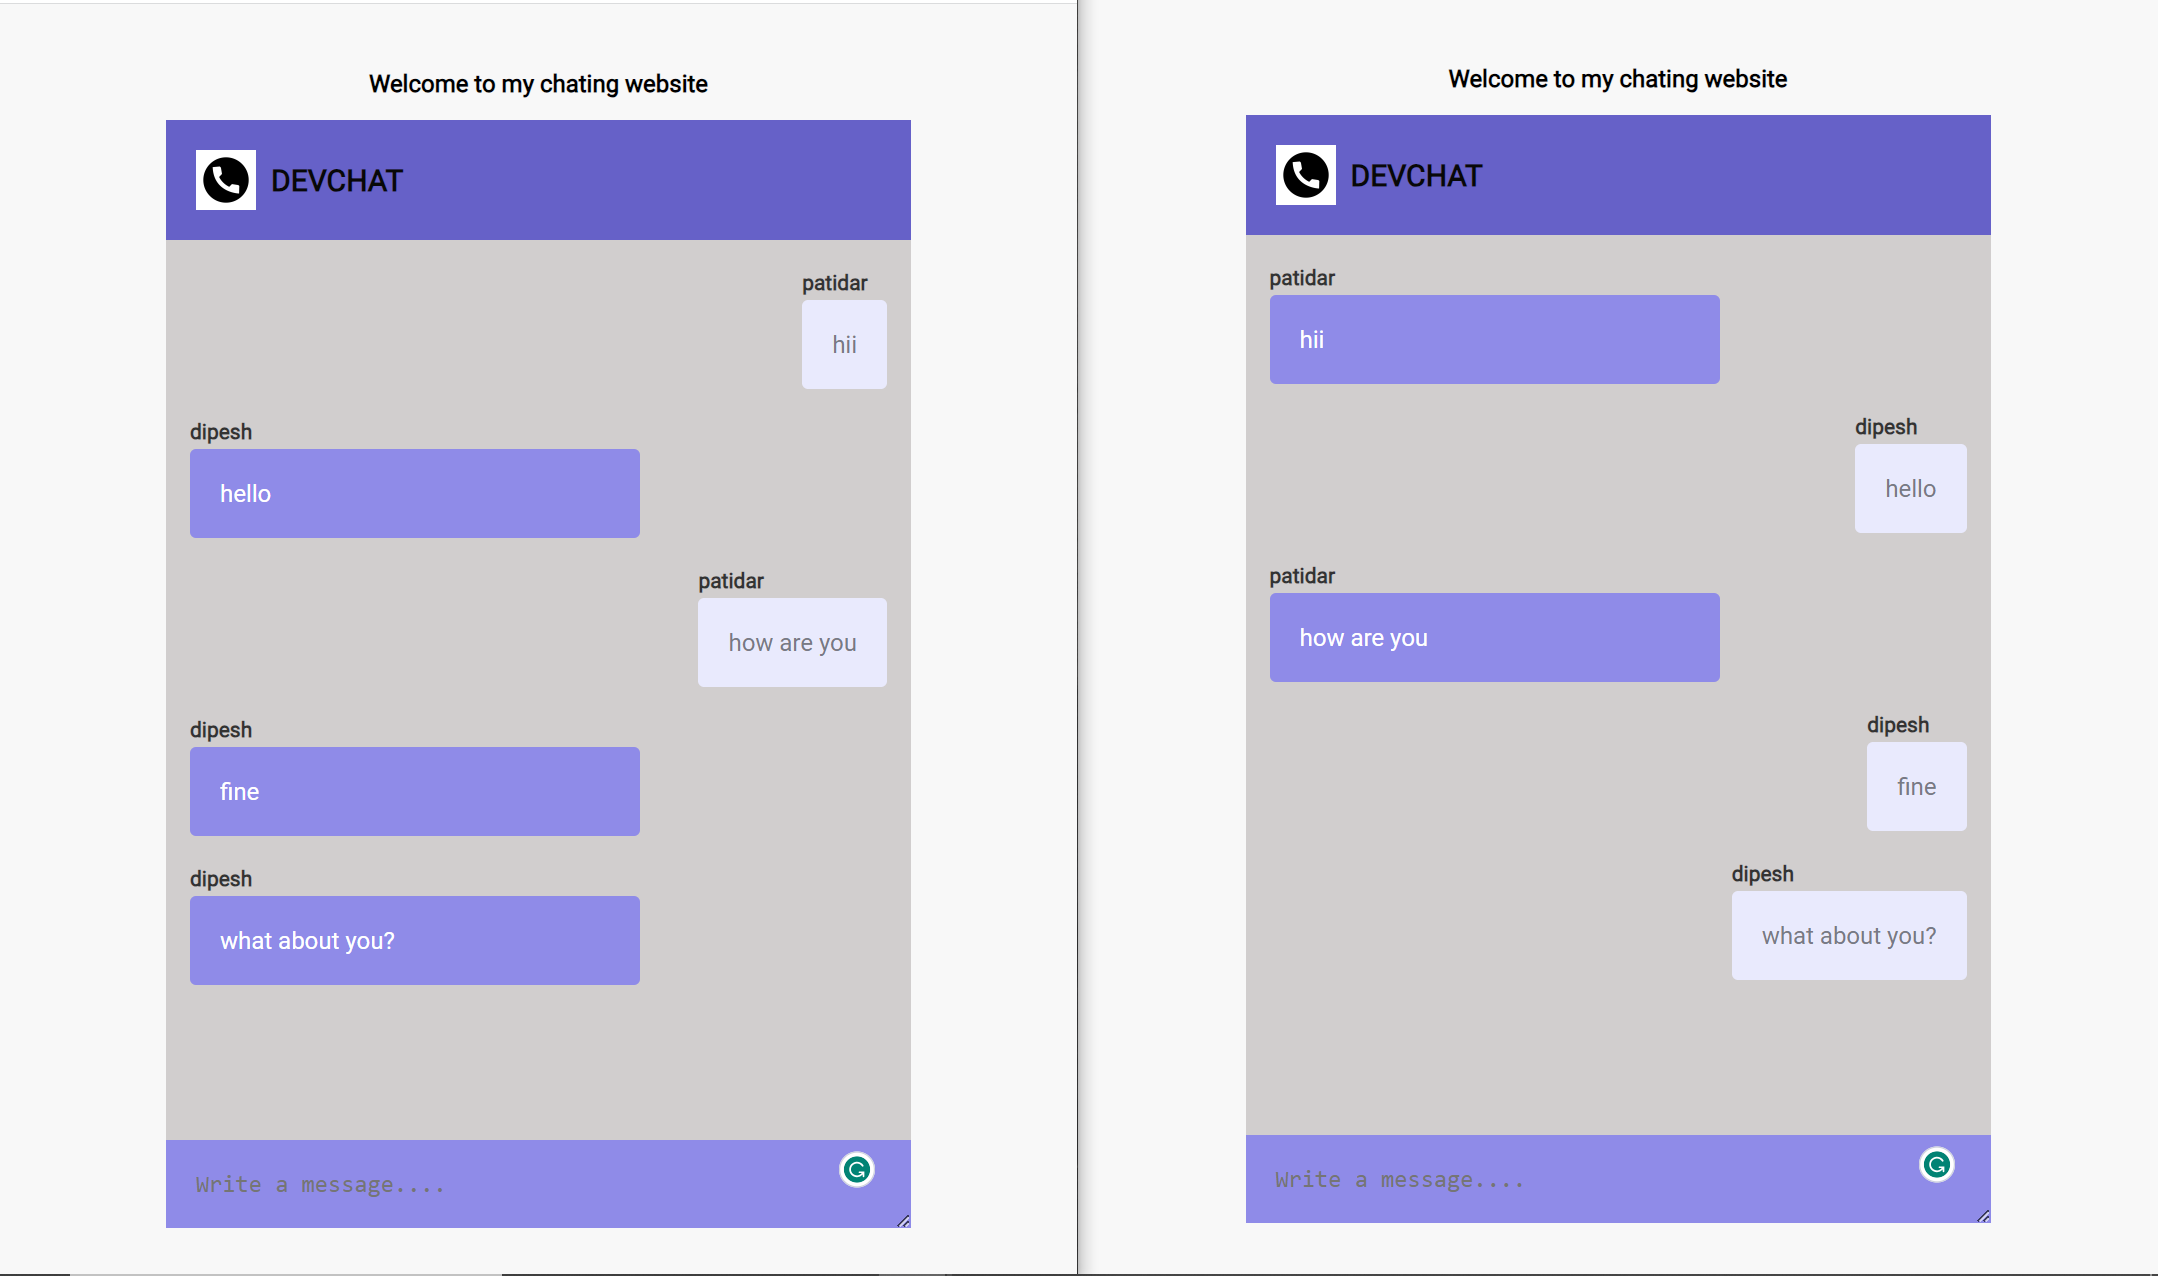 Welcome to my chating website
DEVCHAT
patidar
hii
dipesh
hello
patidar
how are you
dipesh
fine
dipesh
what about you?
Write a message....
Welcome to my chating website
DEVCHAT
patidar
hii
dipesh
hello
patidar
how are you
dipesh
fine
dipesh
what about you?
Write a message....